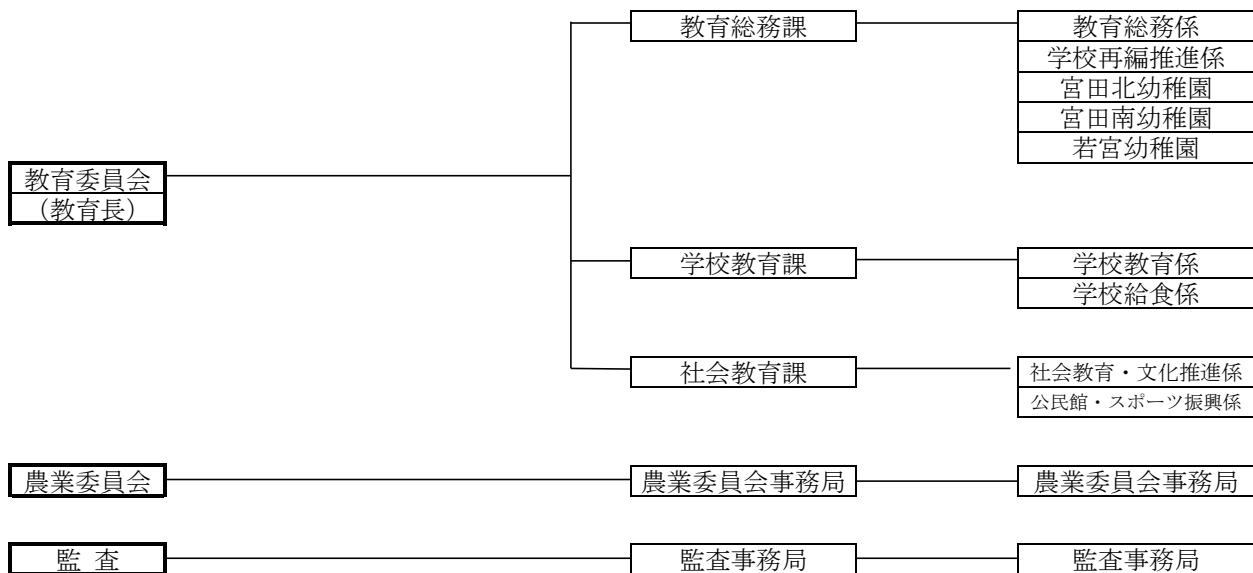 教育総務課
教育総務係
学校再編推進係
宮田北幼稚園
宮田南幼稚園
若宮幼稚園
教育委員会
（教育長）
学校教育課
学校教育係
学校給食係
社会教育課
社会教育・文化推進係
公民館・スポーツ振興係
農業委員会
農業委員会事務局
農業委員会事務局
監 査
監査事務局
監査事務局